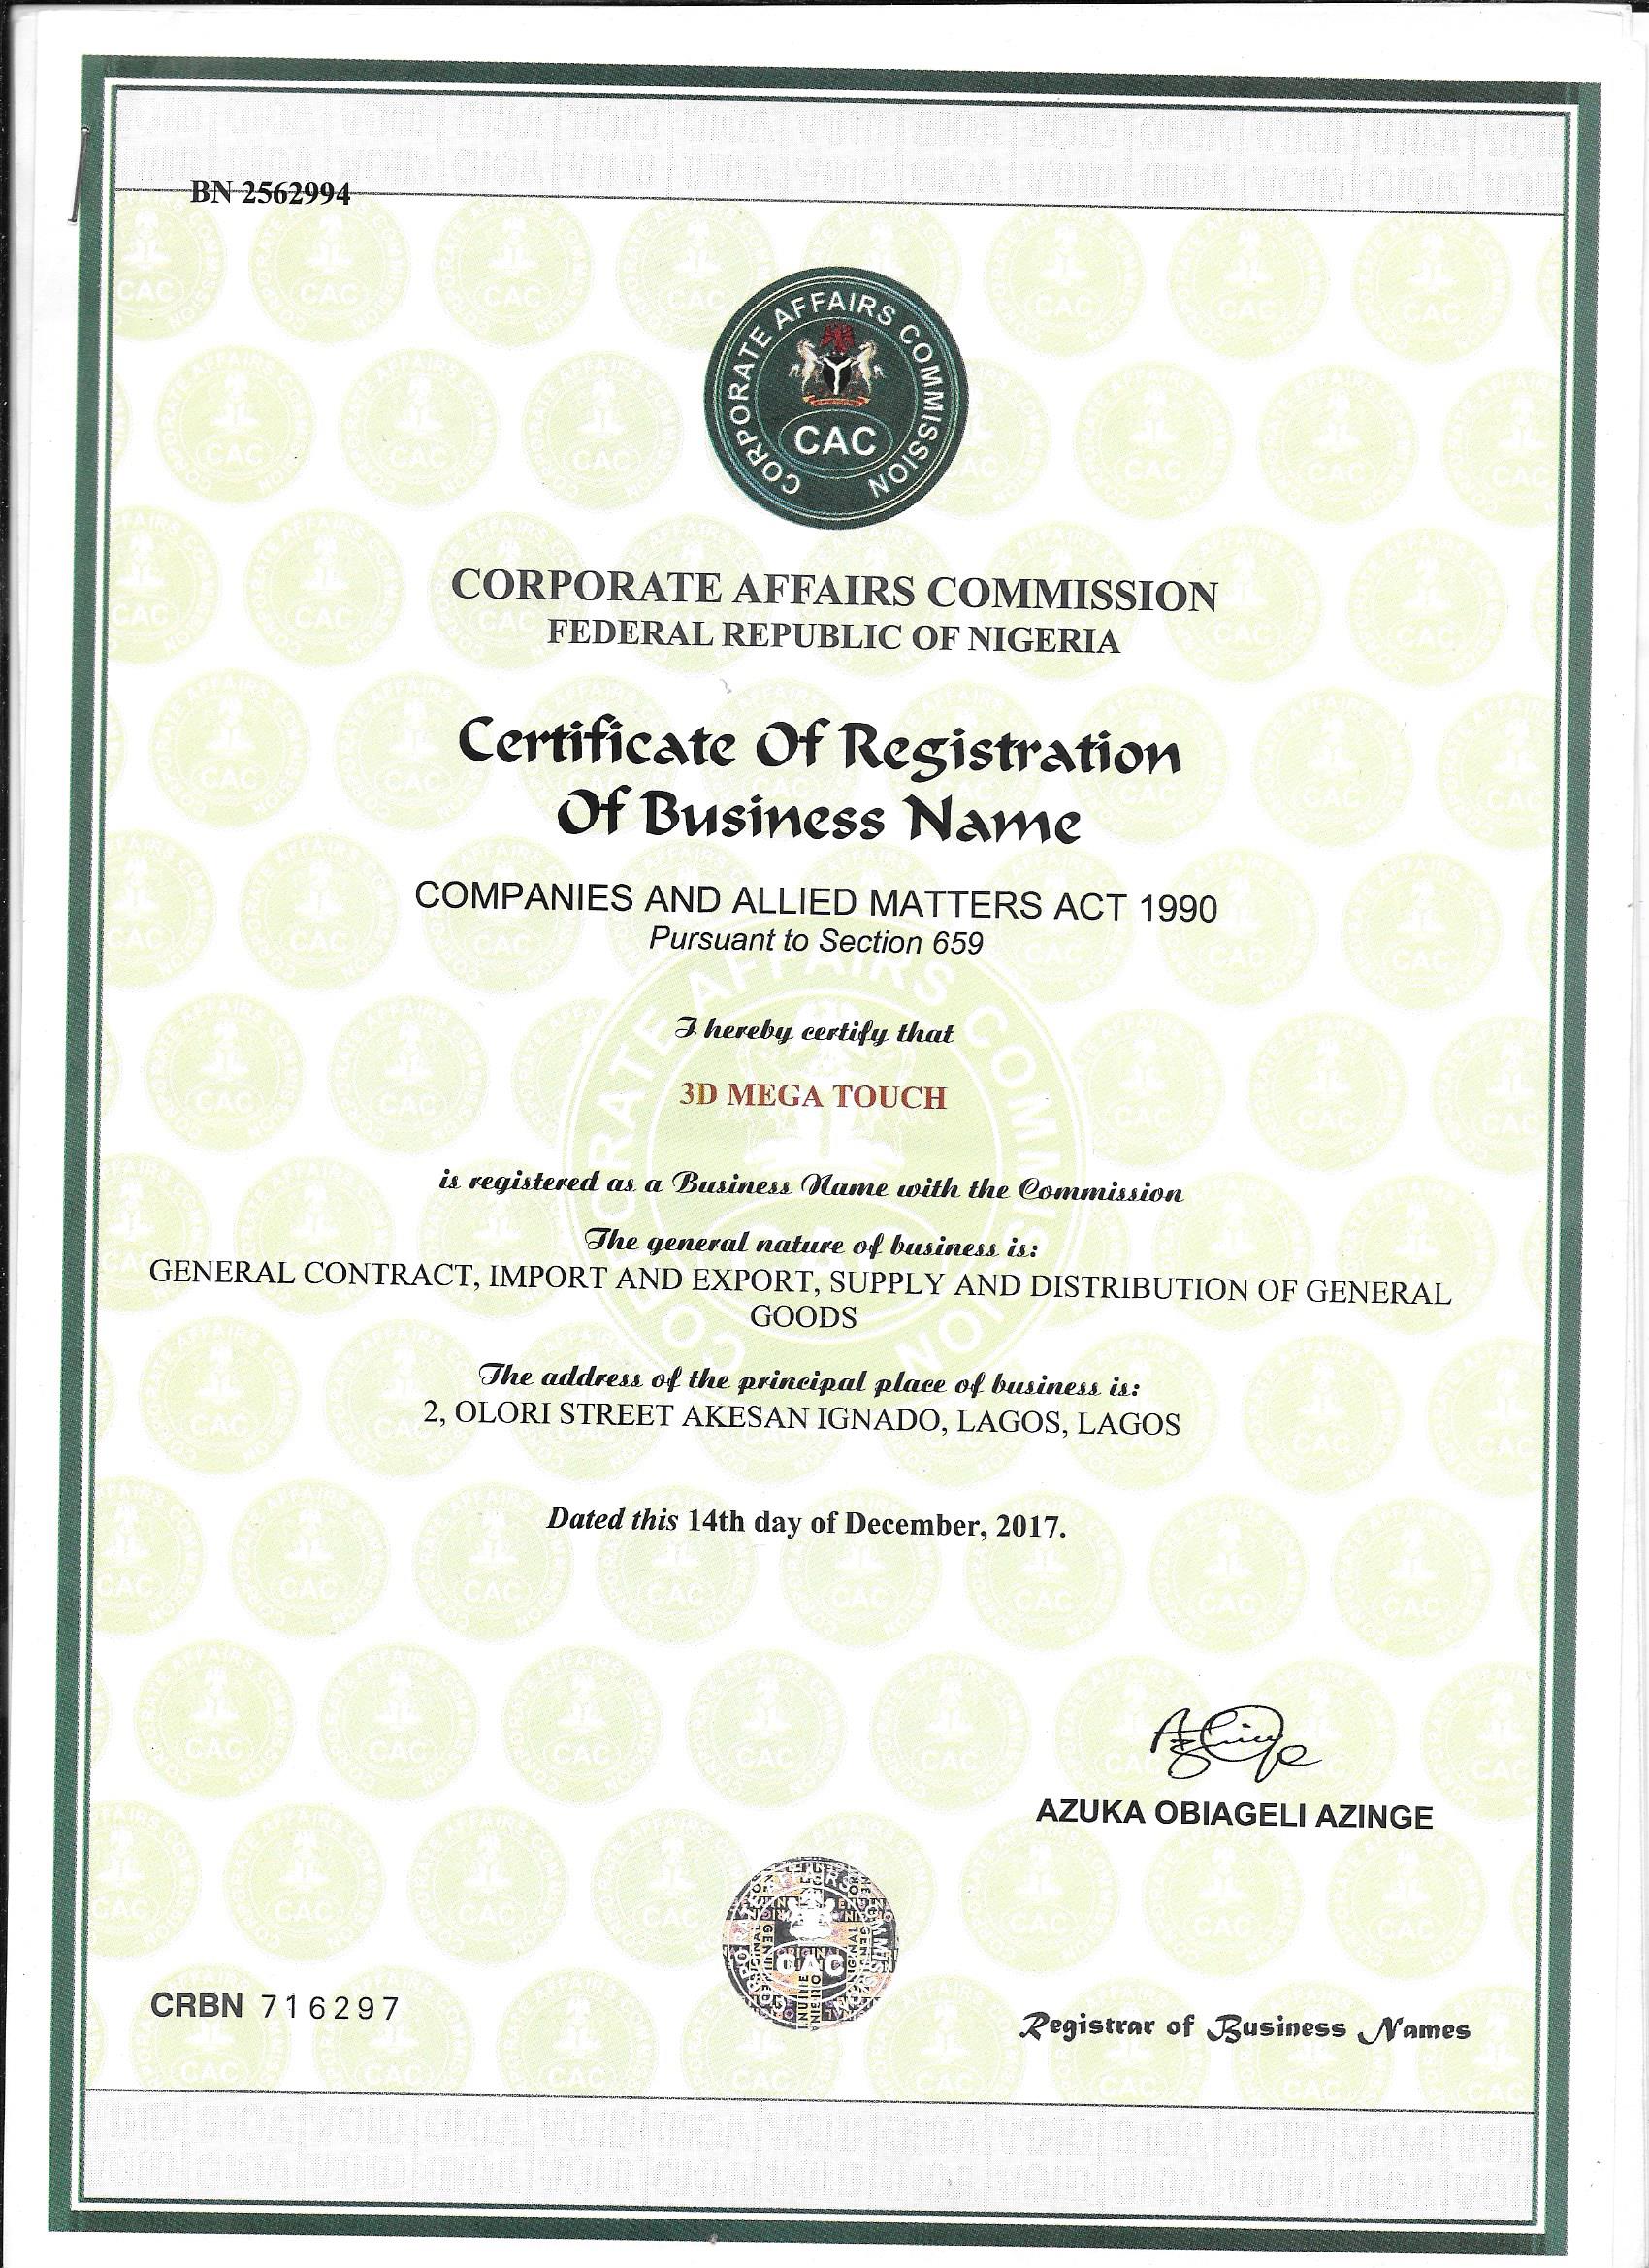 BN 2562994
CORPORATE AFFAIRS COMMISSION
CAC
CORPORATE AFFAIRS COMMISSION
FEDERAL REPUBLIC OF NIGERIA
Certificate Of Registration
Of Business Name
COMPANIES AND ALLIED MATTERS ACT 1990
Pursuant to Section 659
I hereby certify that
3D MEGA TOUCH
is registered as a Business Name with the Commission
The general nature of business is:
GENERAL CONTRACT, IMPORT AND EXPORT, SUPPLY AND DISTRIBUTION OF GENERAL
GOODS
The address of the principal place of business is:
2, OLORI STREET AKESAN IGNADO, LAGOS, LAGOS
Dated this 14th day of December, 2017.
AZUKA OBIAGELI AZINGE
CAC
CRBN 716297
Registrar of Business Names